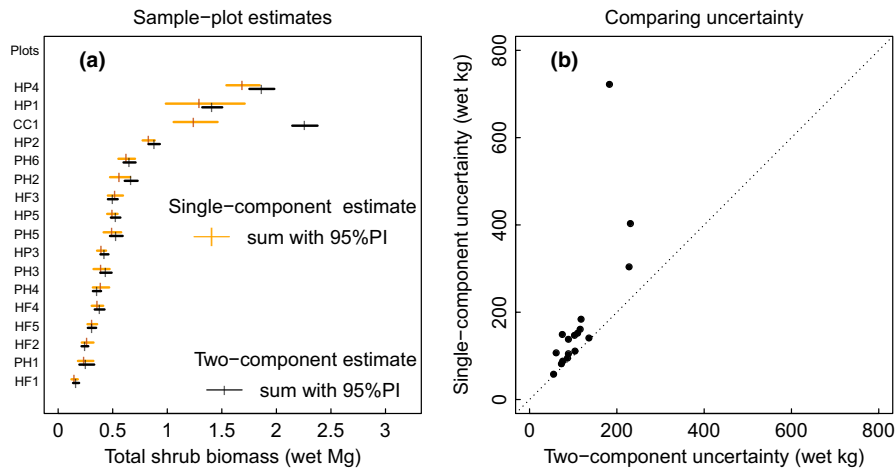 Sample−plot estimates
Plots
(a)
HP4
HP1
CC1
HP2
PH6
PH2
HF3
HP5
PH5
HP3
PH3
PH4
HF4
HF5
HF2
PH1
HF1
Single−component estimate
sum with 95%PI
Two−component estimate
sum with 95%PI
0 0.5 1 1.5 2 2.5 3
Total shrub biomass (wet Mg)
Comparing uncertainty
(b)
800
600
400
200
0
Single−component uncertainty (wet kg)
0 200 400 600 800
Two−component uncertainty (wet kg)